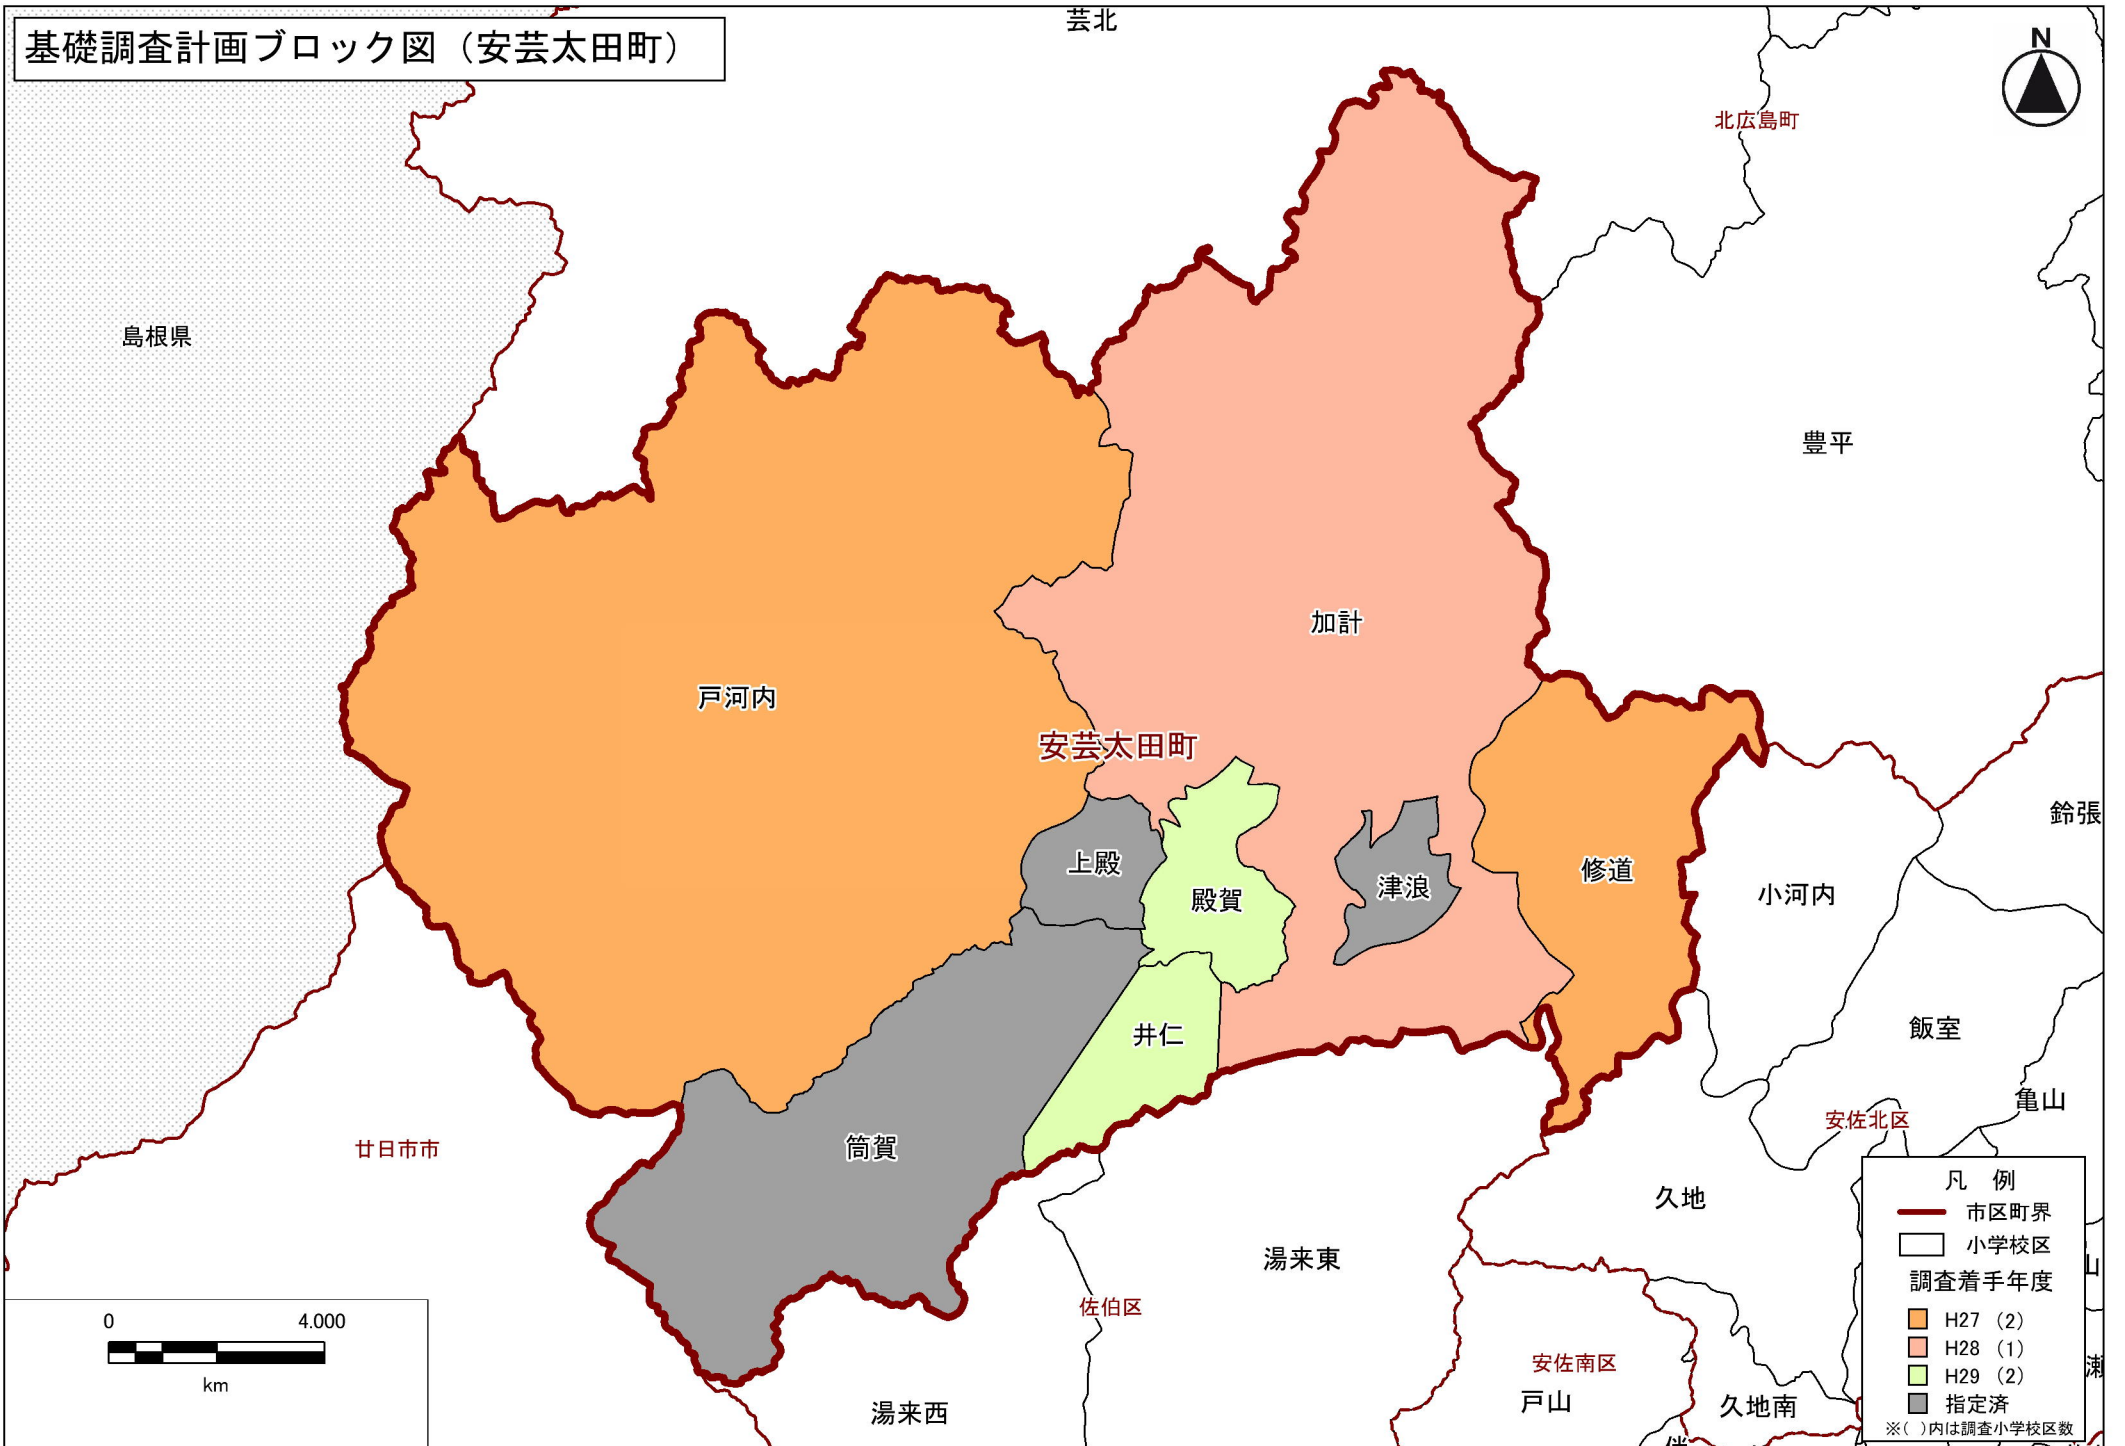 基礎調査計画ブロック図（安芸太田町）
芸北
N
北広島町
島根県
豊平
加計
戸河内
安芸太田町
鈴張
上殿
殿賀
津浪
修道
小河内
井仁
飯室
亀山
安佐北区
廿日市市
筒賀
久地
湯来東
佐伯区
安佐南区
戸山
久地南
湯来西
伴
瀬
山
0 4.000
km
凡 例
市区町界
小学校区
調査着手年度
H27 （2）
H28 （1）
H29 （2）
指定済
※( )内は調査小学校区数